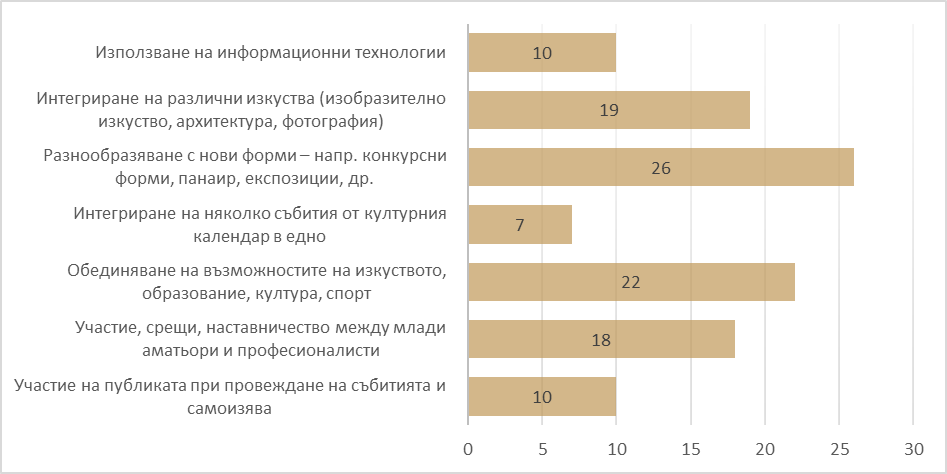 Използване на информационни технологии
10
Интегриране на различни изкуства (изобразително
изкуство, архитектура, фотография)
19
Разнообразяване с нови форми – напр. конкурсни
форми, панаир, експозиции, др.
26
Интегриране на няколко събития от културния
календар в едно
7
Обединяване на възможностите на изкуството,
образование, култура, спорт
22
Участие, срещи, наставничество между млади
аматьори и професионалисти
18
Участие на публиката при провеждане на събитията и
самоизява
10
0 5 10 15 20 25 30